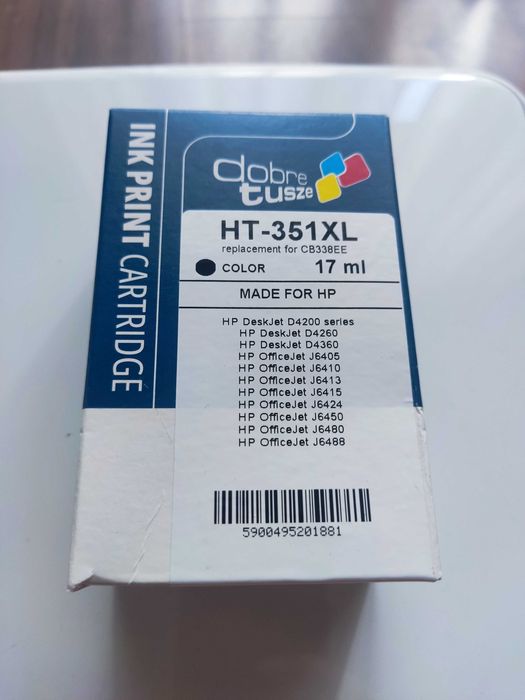 INK PRINT CARTRIDGE
dobre
tusze
HT-351XL
replacement for CB338EE
COLOR 17 ml
MADE FOR HP
HP DeskJet D4200 series
HP DeskJet D4260
HP DeskJet D4360
HP OfficeJet J6405
HP OfficeJet J6410
HP OfficeJet J6413
HP OfficeJet J6415
HP OfficeJet J6424
HP OfficeJet J6450
HP OfficeJet J6480
HP OfficeJet J6488
5900495201881